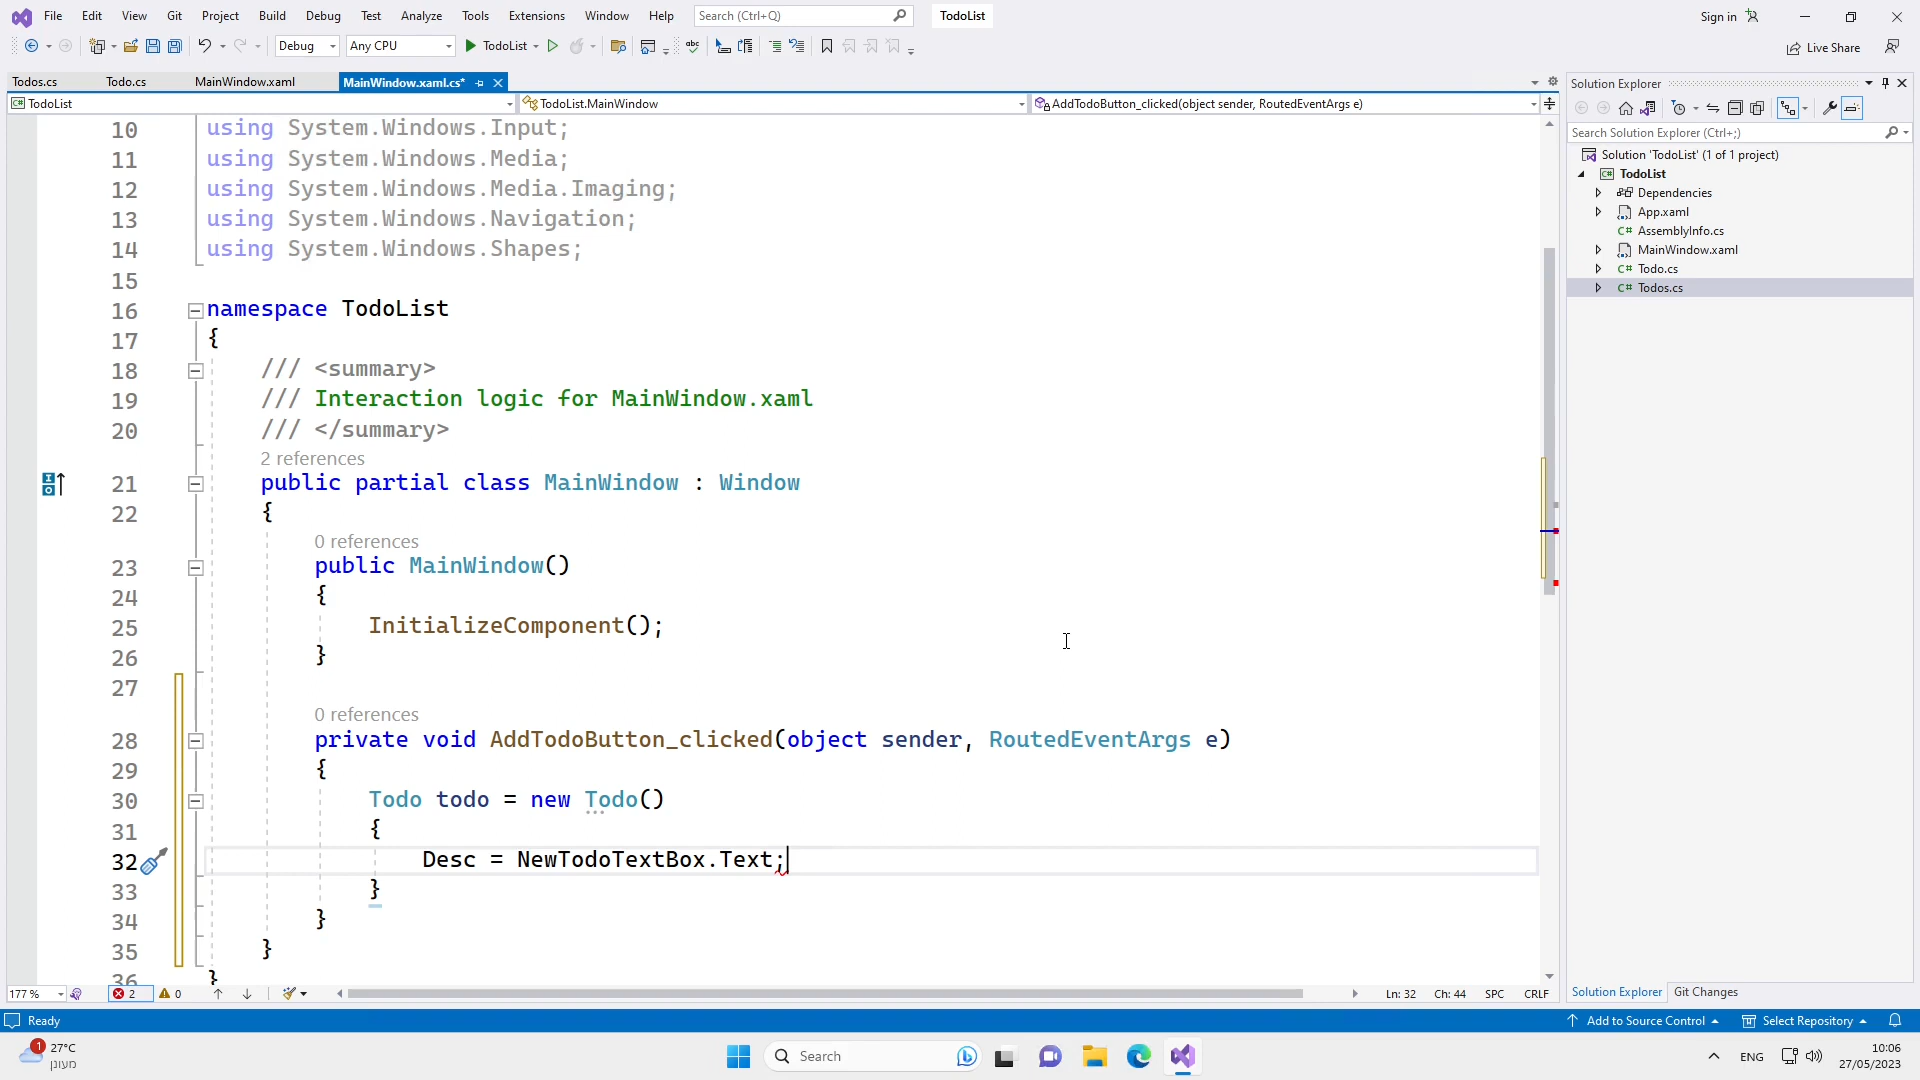 File Edit View Git Project Build Debug Test Analyze Tools Extensions Window Help Search (Ctrl+Q) TodoList Sign in
Debug Any CPU TodoList Live Share
Todos.cs Todo.cs MainWindow.xaml MainWindow.xaml.cs*
TodoList TodoList.MainWindow AddTodoButton_clicked(object sender, RoutedEventArgs e)
10 using System.Windows.Input;
11 using System.Windows.Media;
12 using System.Windows.Media.Imaging;
13 using System.Windows.Navigation;
14 using System.Windows.Shapes;
15
16 namespace TodoList
17 {
18 /// <summary>
19 /// Interaction logic for MainWindow.xaml
20 /// </summary>
2 references
21 public partial class MainWindow : Window
22 {
0 references
23 public MainWindow()
24 {
25 InitializeComponent();
26 }
27
0 references
28 private void AddTodoButton_clicked(object sender, RoutedEventArgs e)
29 {
30 Todo todo = new Todo()
31 {
32 Desc = NewTodoTextBox.Text;
33 }
34 }
35 }
36 }
177 % 2 0 Ln: 32 Ch: 44 SPC CRLF
Solution Explorer
Search Solution Explorer (Ctrl+;)
Solution 'TodoList' (1 of 1 project)
TodoList
Dependencies
App.xaml
C# AssemblyInfo.cs
MainWindow.xaml
C# Todo.cs
C# Todos.cs
Solution Explorer Git Changes
Ready Add to Source Control Select Repository
1 27°C
מעונן
Search
ENG
10:06
27/05/2023